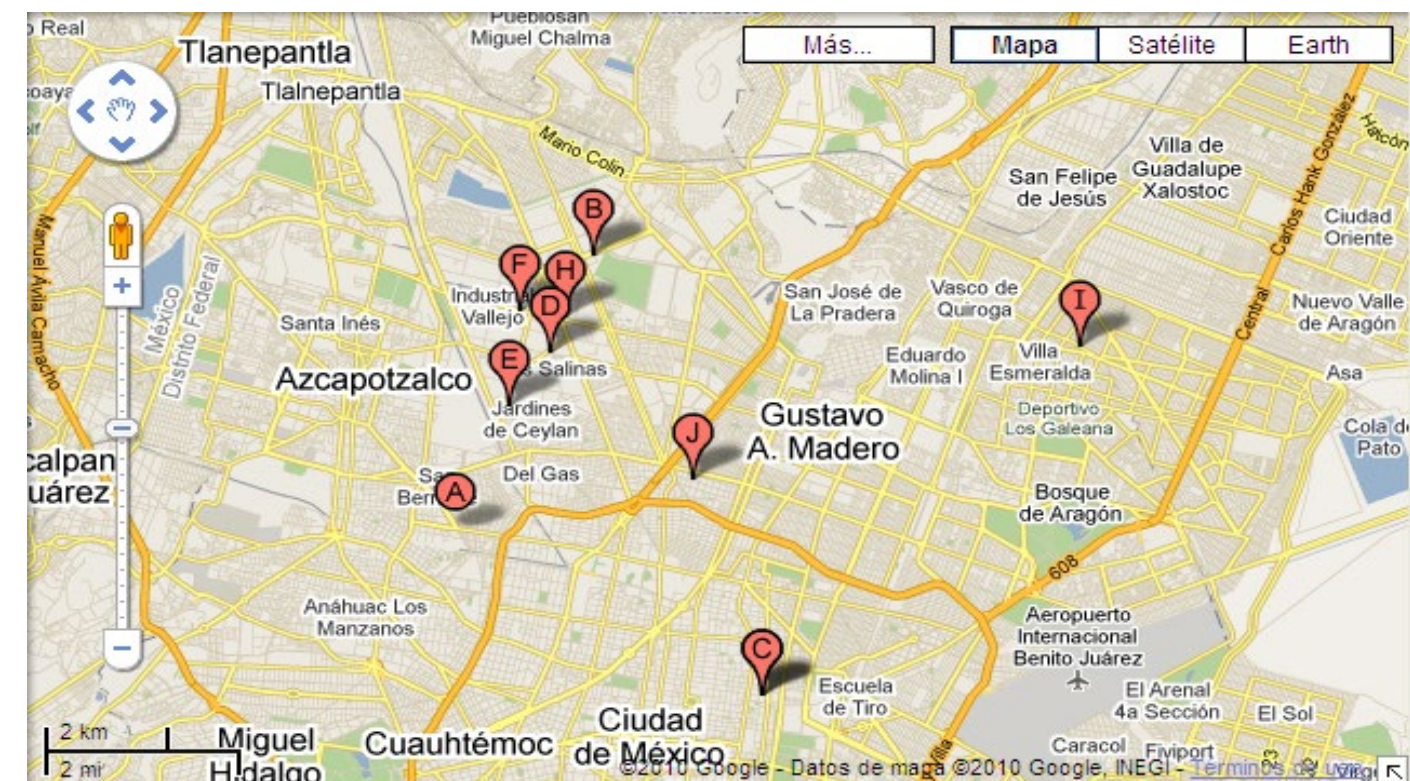 Real
Tlanepantla
Tlalnepantla
Pueblo San
Miguel Chalma
Más...
Mapa
Satélite
Earth
Mario Colin
Manuel Ávila Camacho
México
Distrito Federal
Carlos Hank González
Central
Villa de
Guadalupe
Xalostoc
San Felipe
de Jesús
Ciudad
Oriente
B
F
H
D
E
I
J
A
C
Industrial
Vallejo
Santa Inés
Azcapotzalco
Salinas
Jardines
de Ceylan
Del Gas
San José de
La Pradera
Vasco de
Quiroga
Nuevo Valle
de Aragón
Eduardo
Molina I
Villa
Esmeralda
Asa
Deportivo
Los Galeana
Gustavo
A. Madero
Cola d
Pato
calpan
uárez
Bosque
de Aragón
608
Anáhuac Los
Manzanos
Aeropuerto
Internacional
Benito Juárez
Escuela
de Tiro
El Arenal
4a Sección
El Sol
Caracol
Fiviport
2 km
2 mi
Miguel
Hidalgo
Cuauhtémoc
Ciudad
de México
©2010 Google - Datos de mapa ©2010 Google, INEGI - Términos de uso